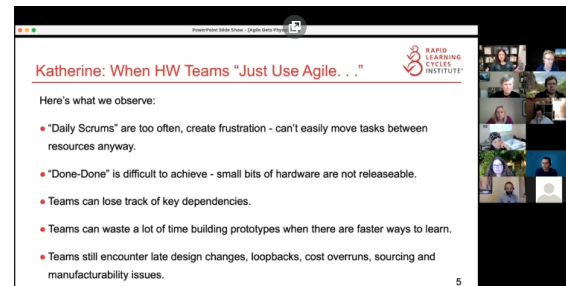 PowerPoint Slide Show - [Agile Gets Phys
RAPID
LEARNING
CYCLES
INSTITUTE
Katherine: When HW Teams “Just Use Agile. . .”
Here’s what we observe:
● “Daily Scrums” are too often, create frustration - can’t easily move tasks between
resources anyway.
● “Done-Done” is difficult to achieve - small bits of hardware are not releaseable.
● Teams can lose track of key dependencies.
● Teams can waste a lot of time building prototypes when there are faster ways to learn.
● Teams still encounter late design changes, loopbacks, cost overruns, sourcing and
manufacturability issues.
5